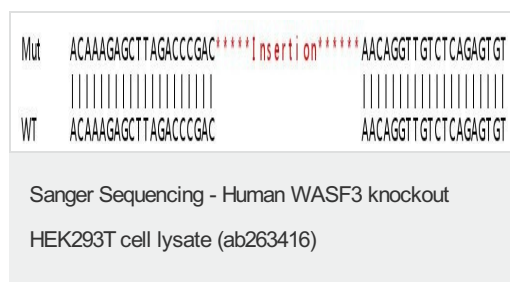 Mut ACAAAGAGCTTAGACCCGAC*****Insertion******AACAGGTTGTCTCAGAGTGT
|||||||||||||||||||| ||||||||||||||||||||
WT ACAAAGAGCTTAGACCCGAC AACAGGTTGTCTCAGAGTGT
Sanger Sequencing - Human WASF3 knockout
HEK293T cell lysate (ab263416)